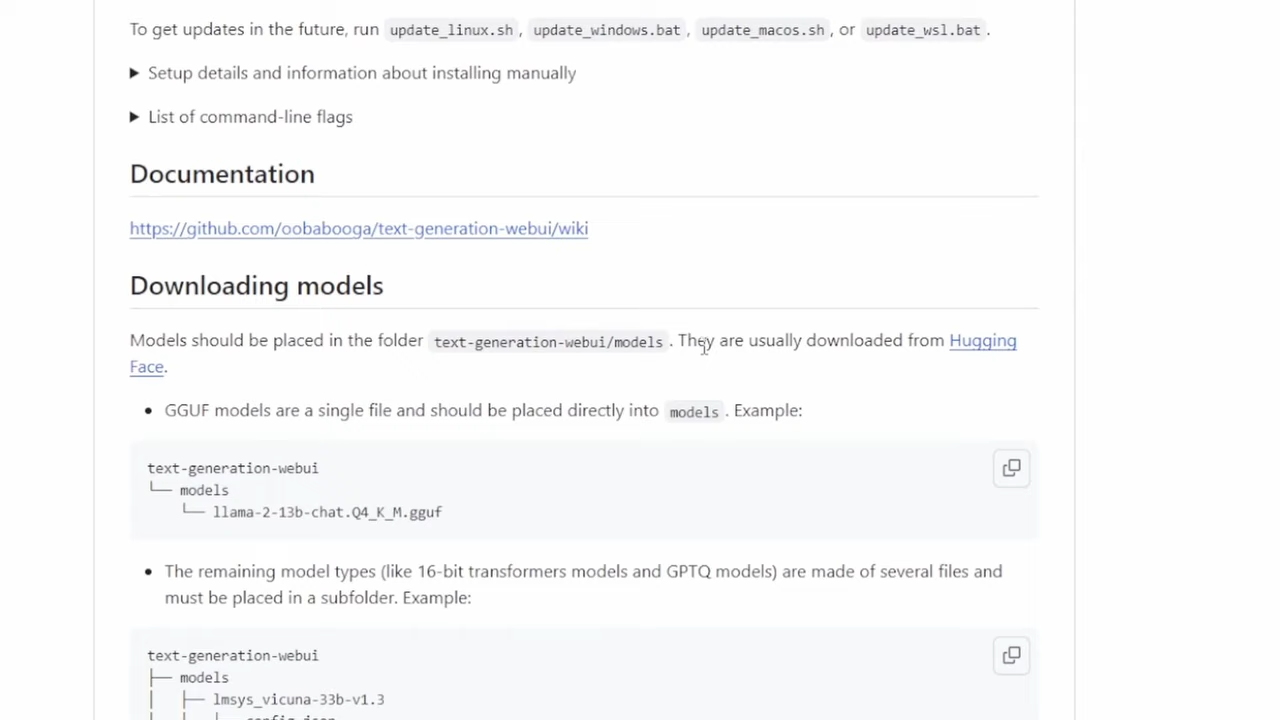 To get updates in the future, run update_linux.sh, update_windows.bat, update_macos.sh, or update_wsl.bat.
▶ Setup details and information about installing manually
▶ List of command-line flags
Documentation
https://github.com/oobabooga/text-generation-webui/wiki
Downloading models
Models should be placed in the folder text-generation-webui/models. They are usually downloaded from Hugging
Face.
• GGUF models are a single file and should be placed directly into models. Example:
text-generation-webui
└── models
    └── llama-2-13b-chat.Q4_K_M.gguf
• The remaining model types (like 16-bit transformers models and GPTQ models) are made of several files and
must be placed in a subfolder. Example:
text-generation-webui
├── models
│   ├── lmsys_vicuna-33b-v1.3
│   │   ├── config.json